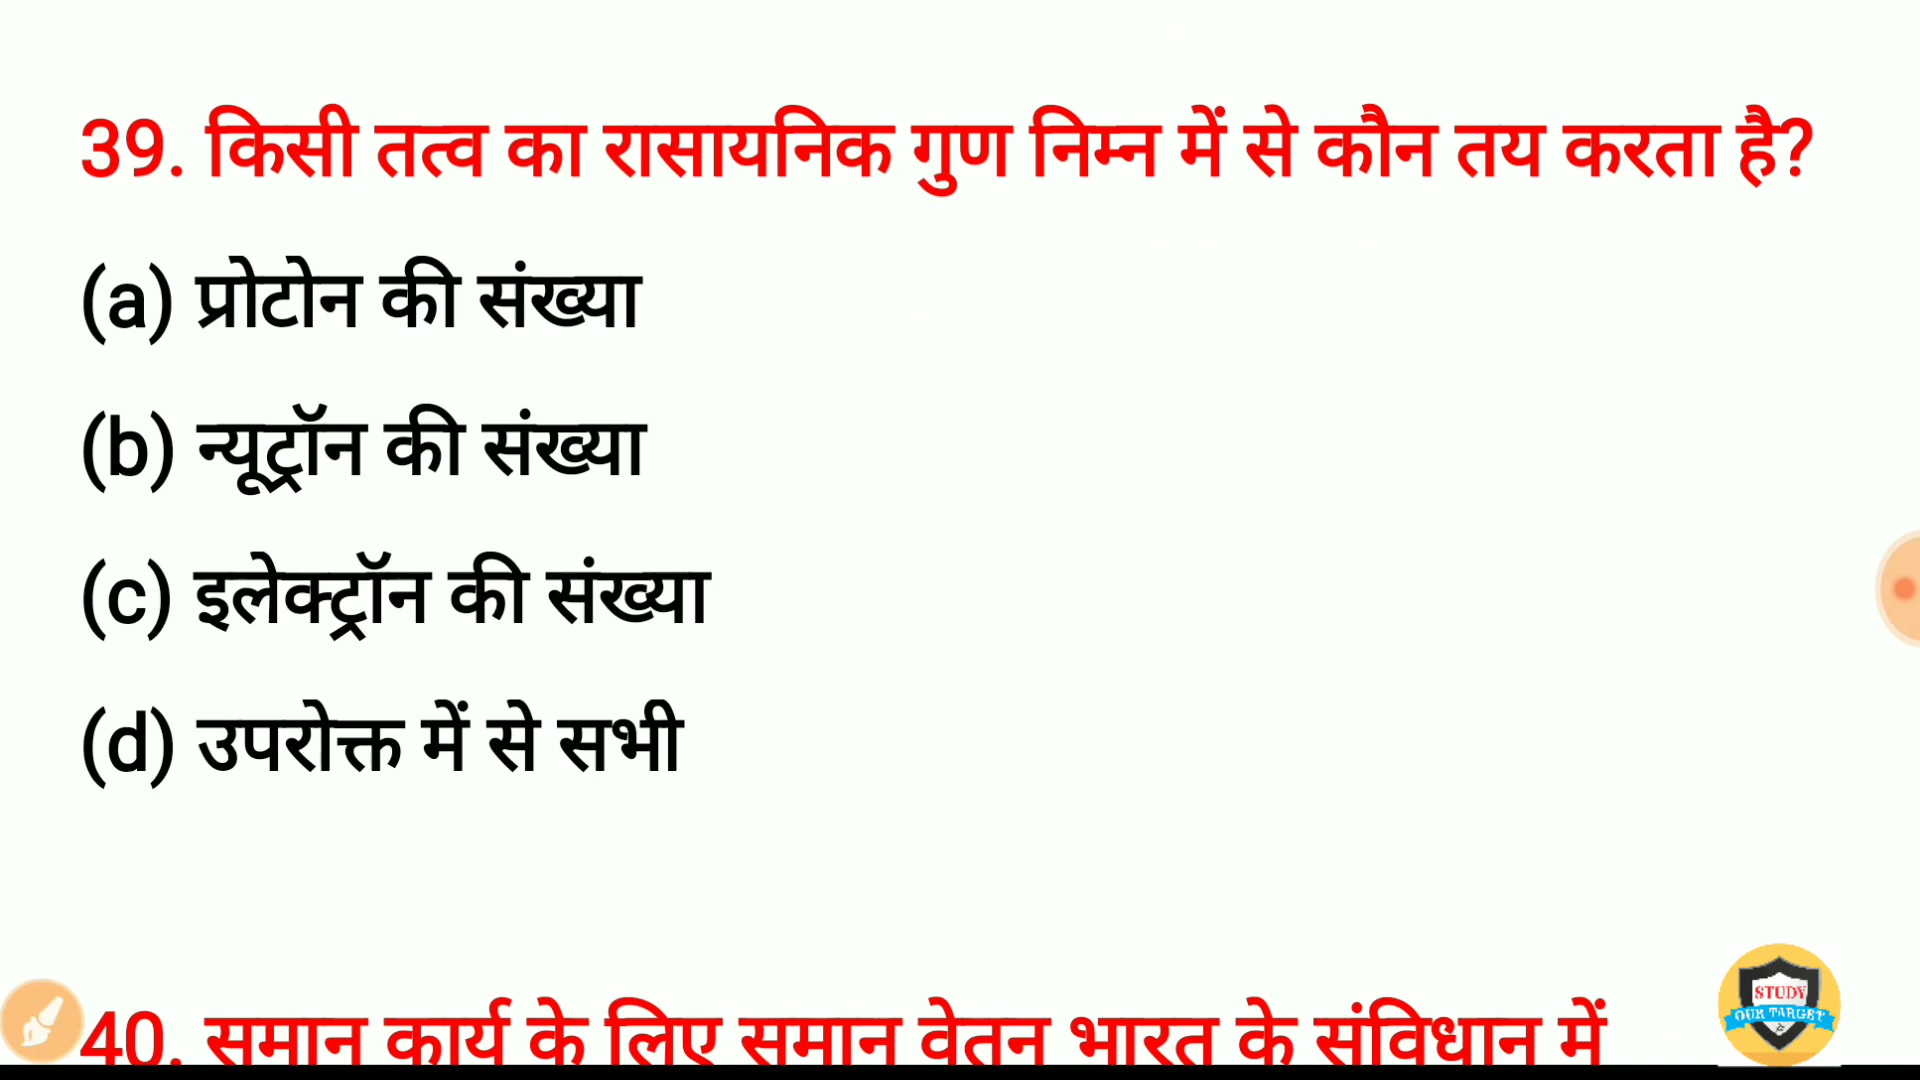 39. किसी तत्व का रासायनिक गुण निम्न में से कौन तय करता है?
(a) प्रोटोन की संख्या
(b) न्यूट्रॉन की संख्या
(c) इलेक्ट्रॉन की संख्या
(d) उपरोक्त में से सभी
STUDY
OUR TARGET
40. समान कार्य के लिए समान वेतन भारत के संविधान में